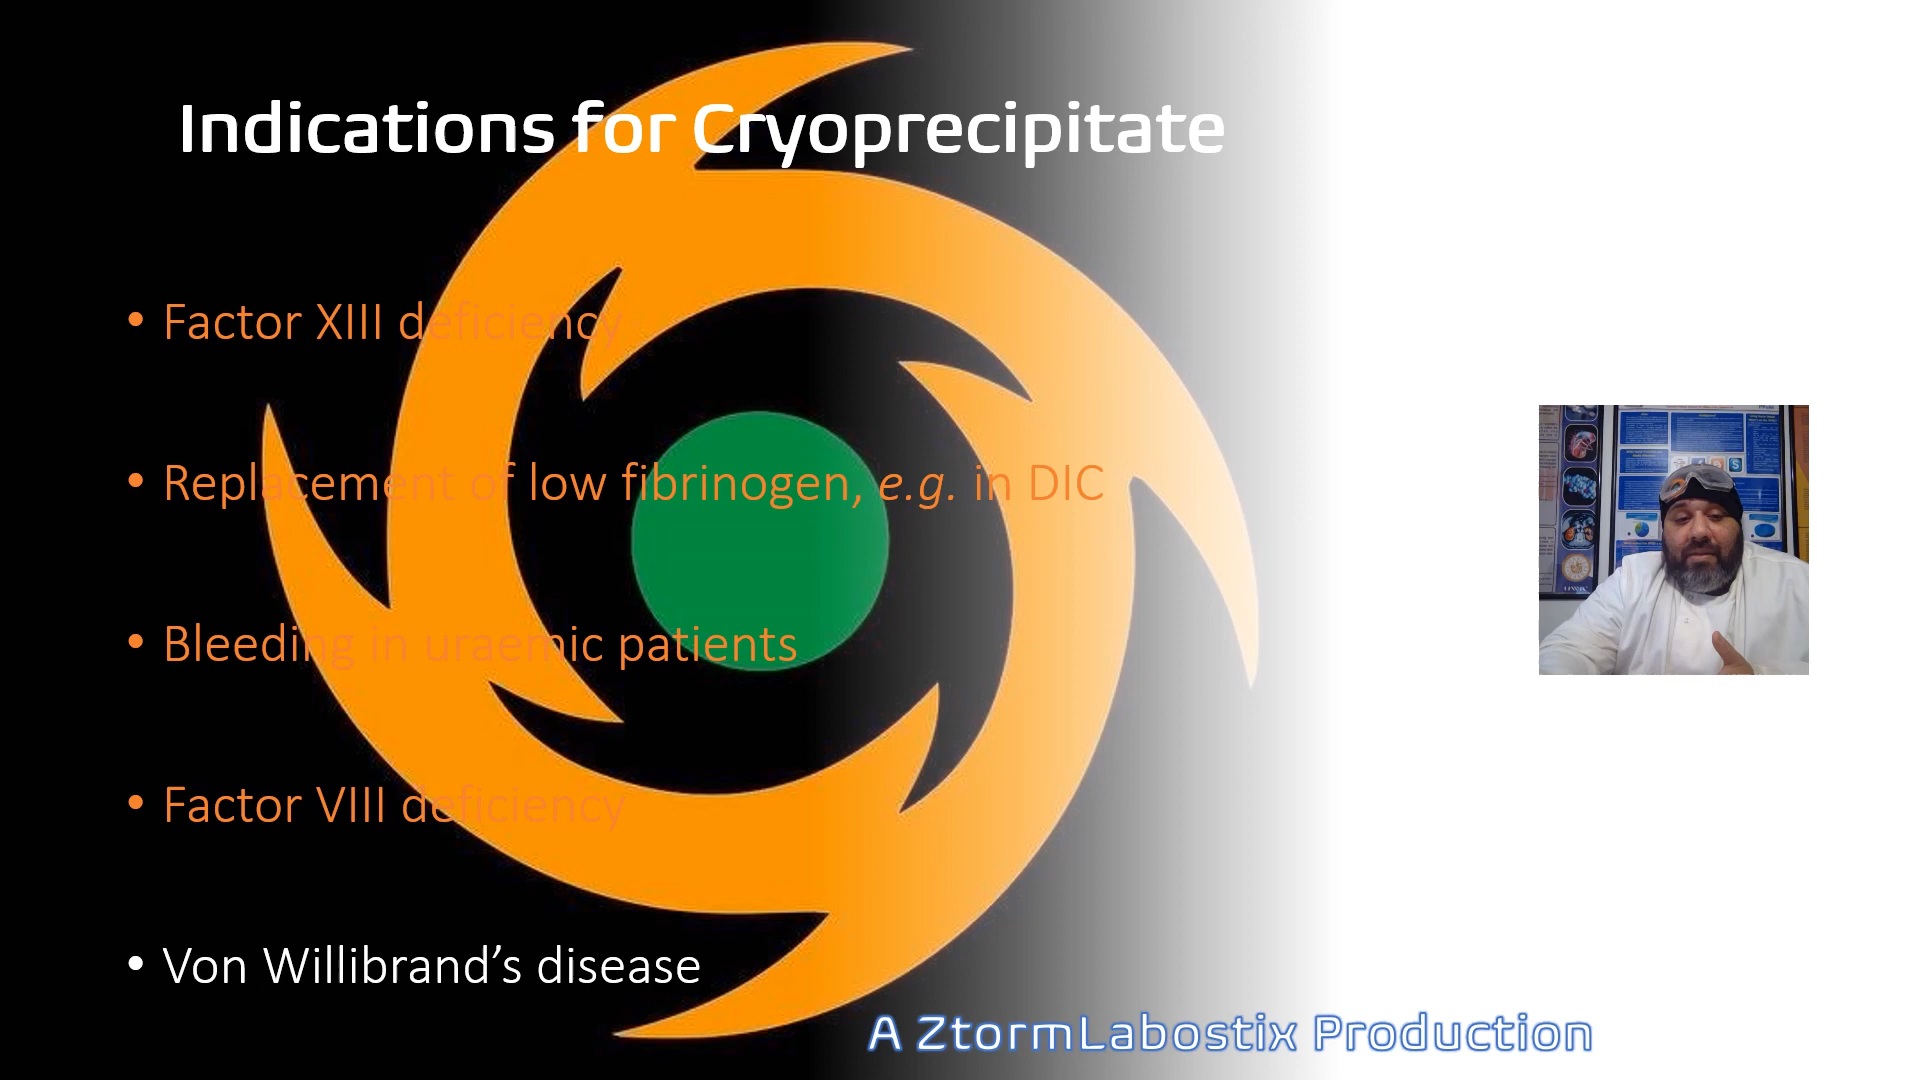 Indications for Cryoprecipitate
• Factor XIII deficiency
• Replacement of low fibrinogen, e.g. in DIC
• Bleeding in uraemic patients
• Factor VIII deficiency
• Von Willibrand’s disease
A ZtormLabostix Production